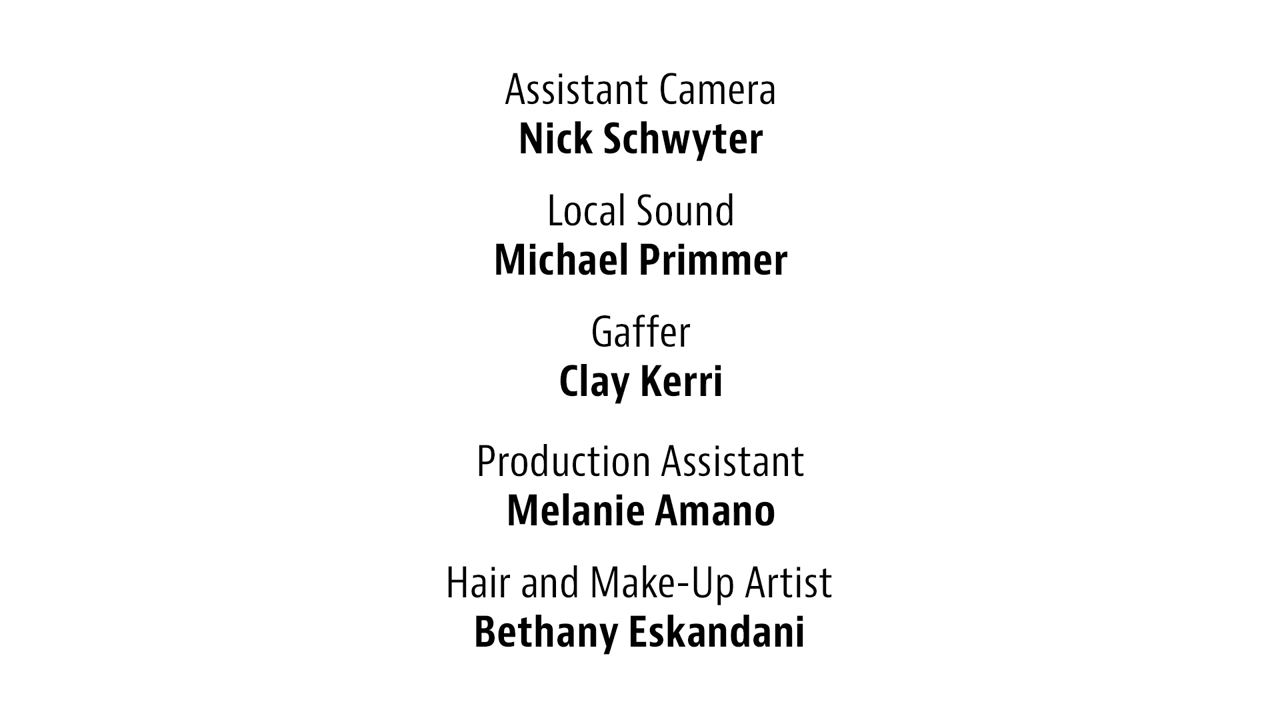 Assistant Camera
Nick Schwyter
Local Sound
Michael Primmer
Gaffer
Clay Kerri
Production Assistant
Melanie Amano
Hair and Make-Up Artist
Bethany Eskandani